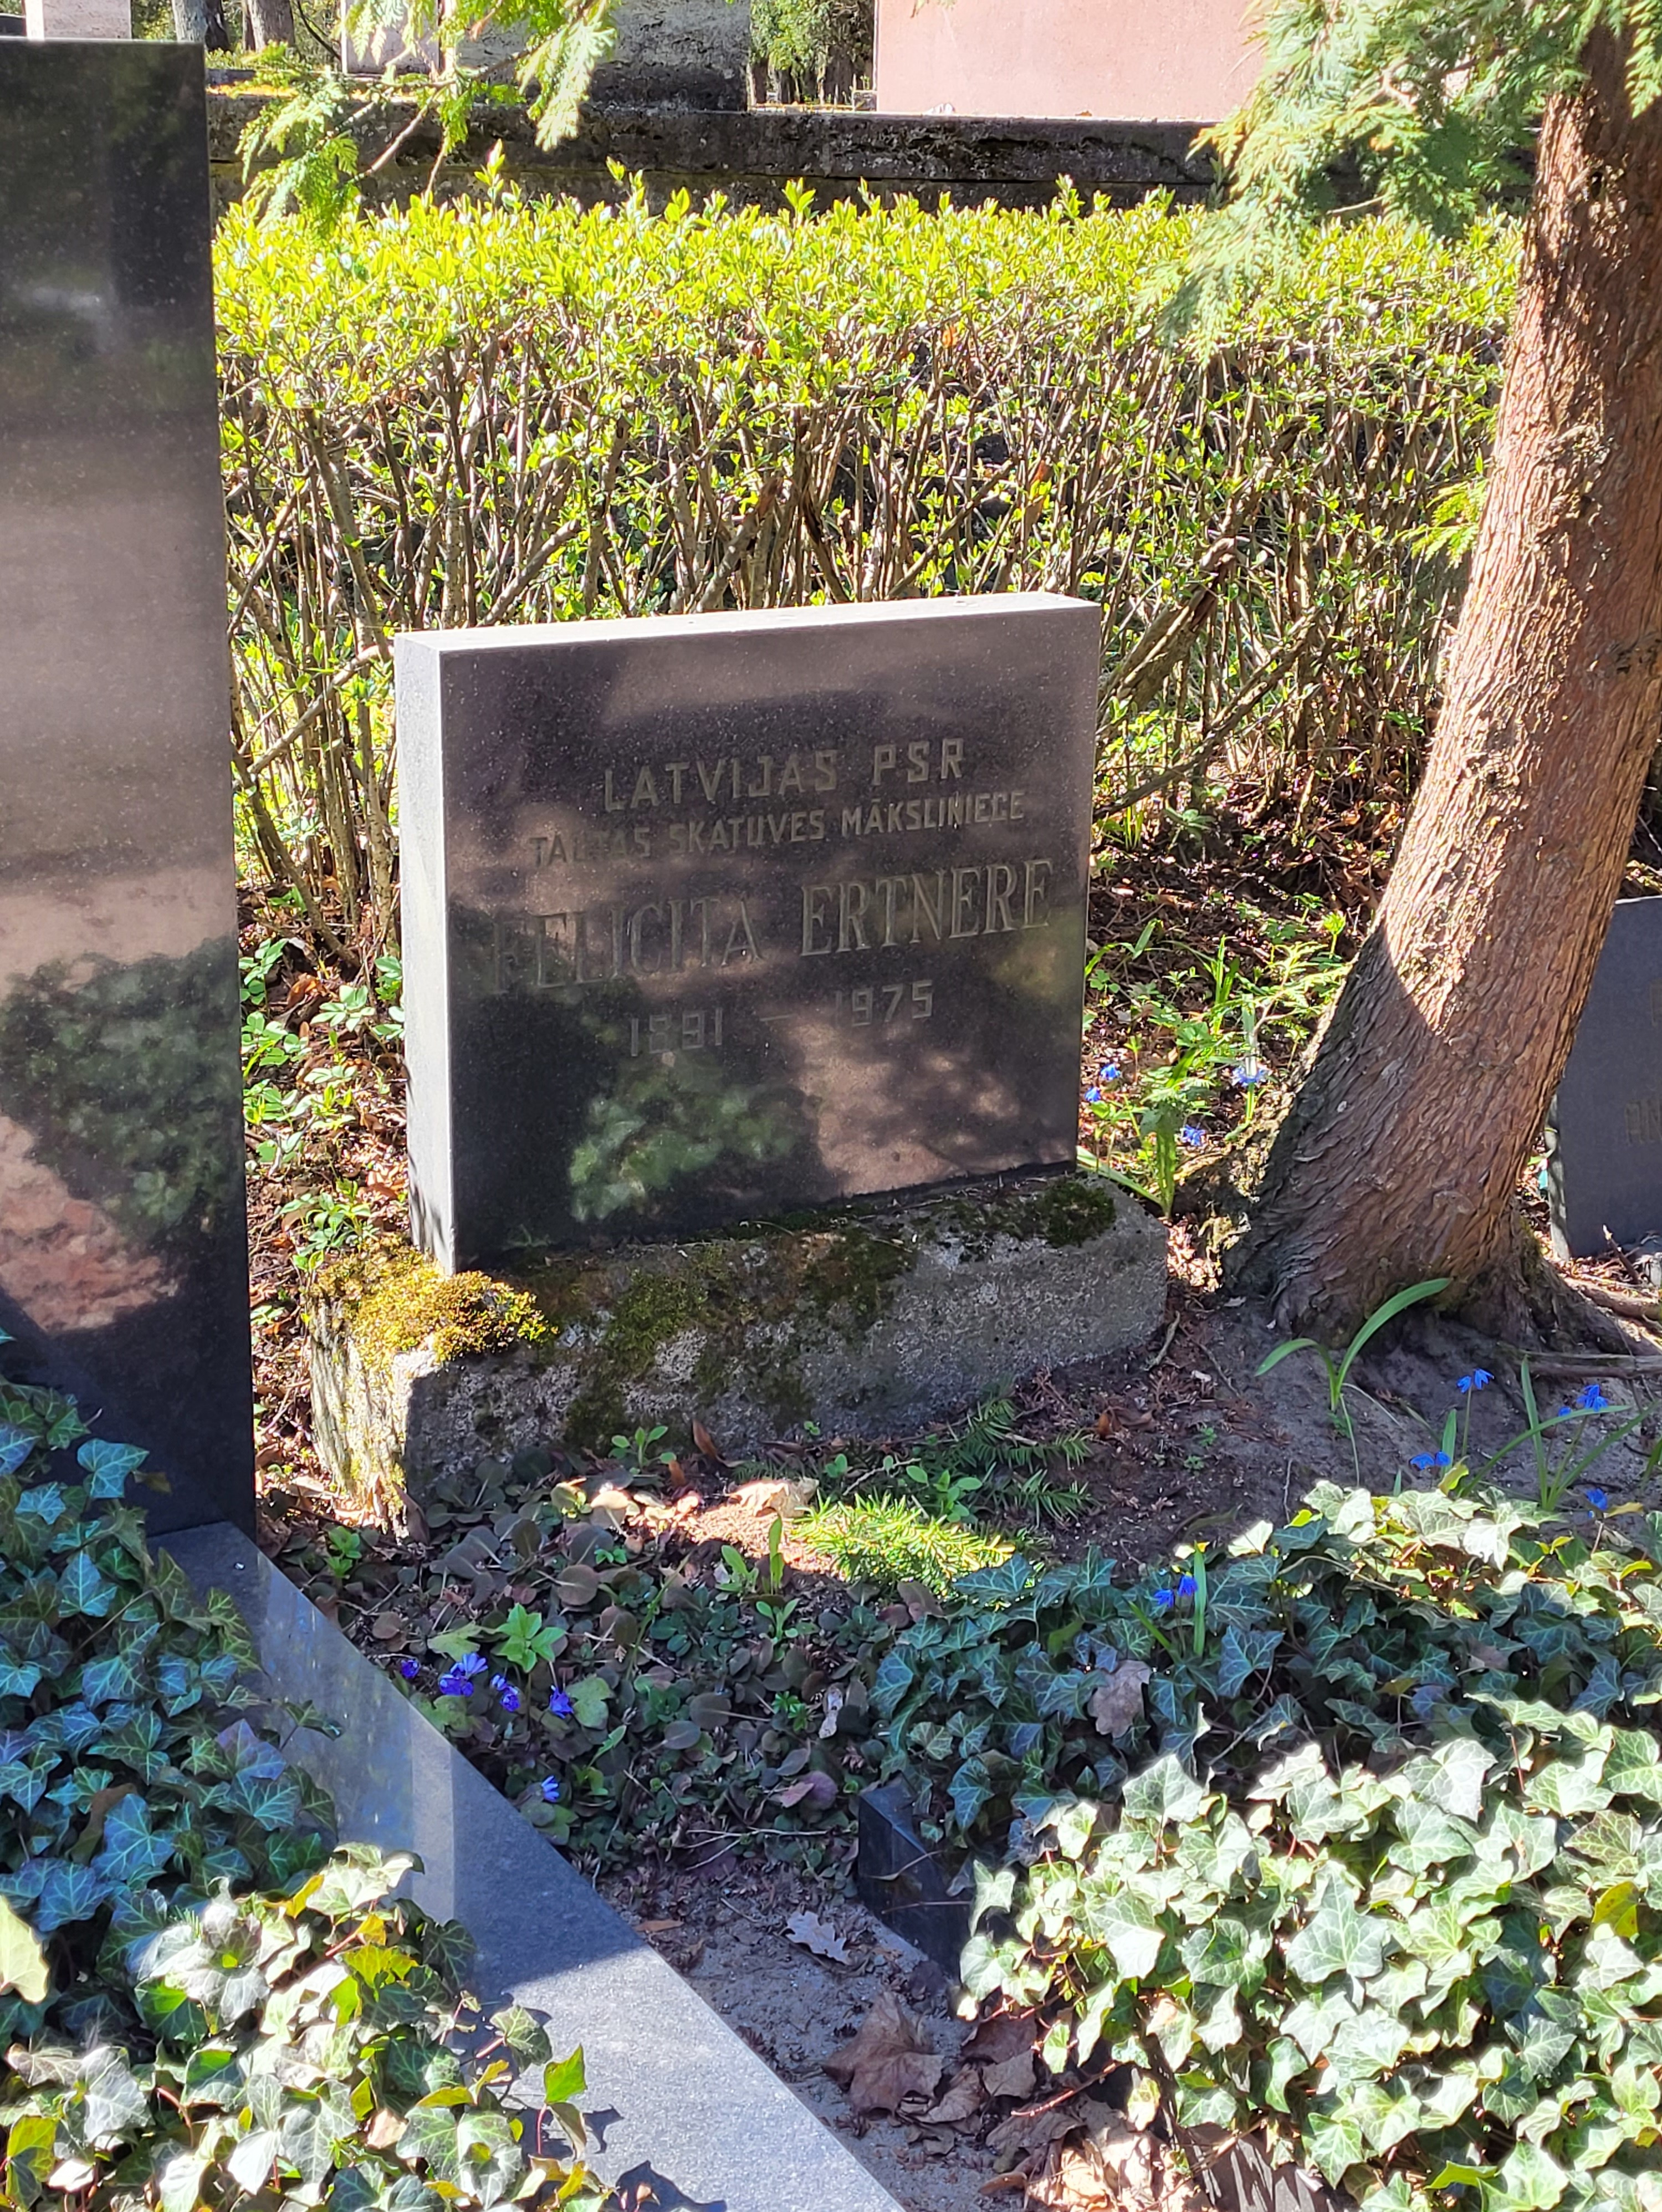 LATVIJAS PSR
TAUTAS SKATUVES MĀKSLINIECE
FELICITA ERTNERE
1891 — 1975